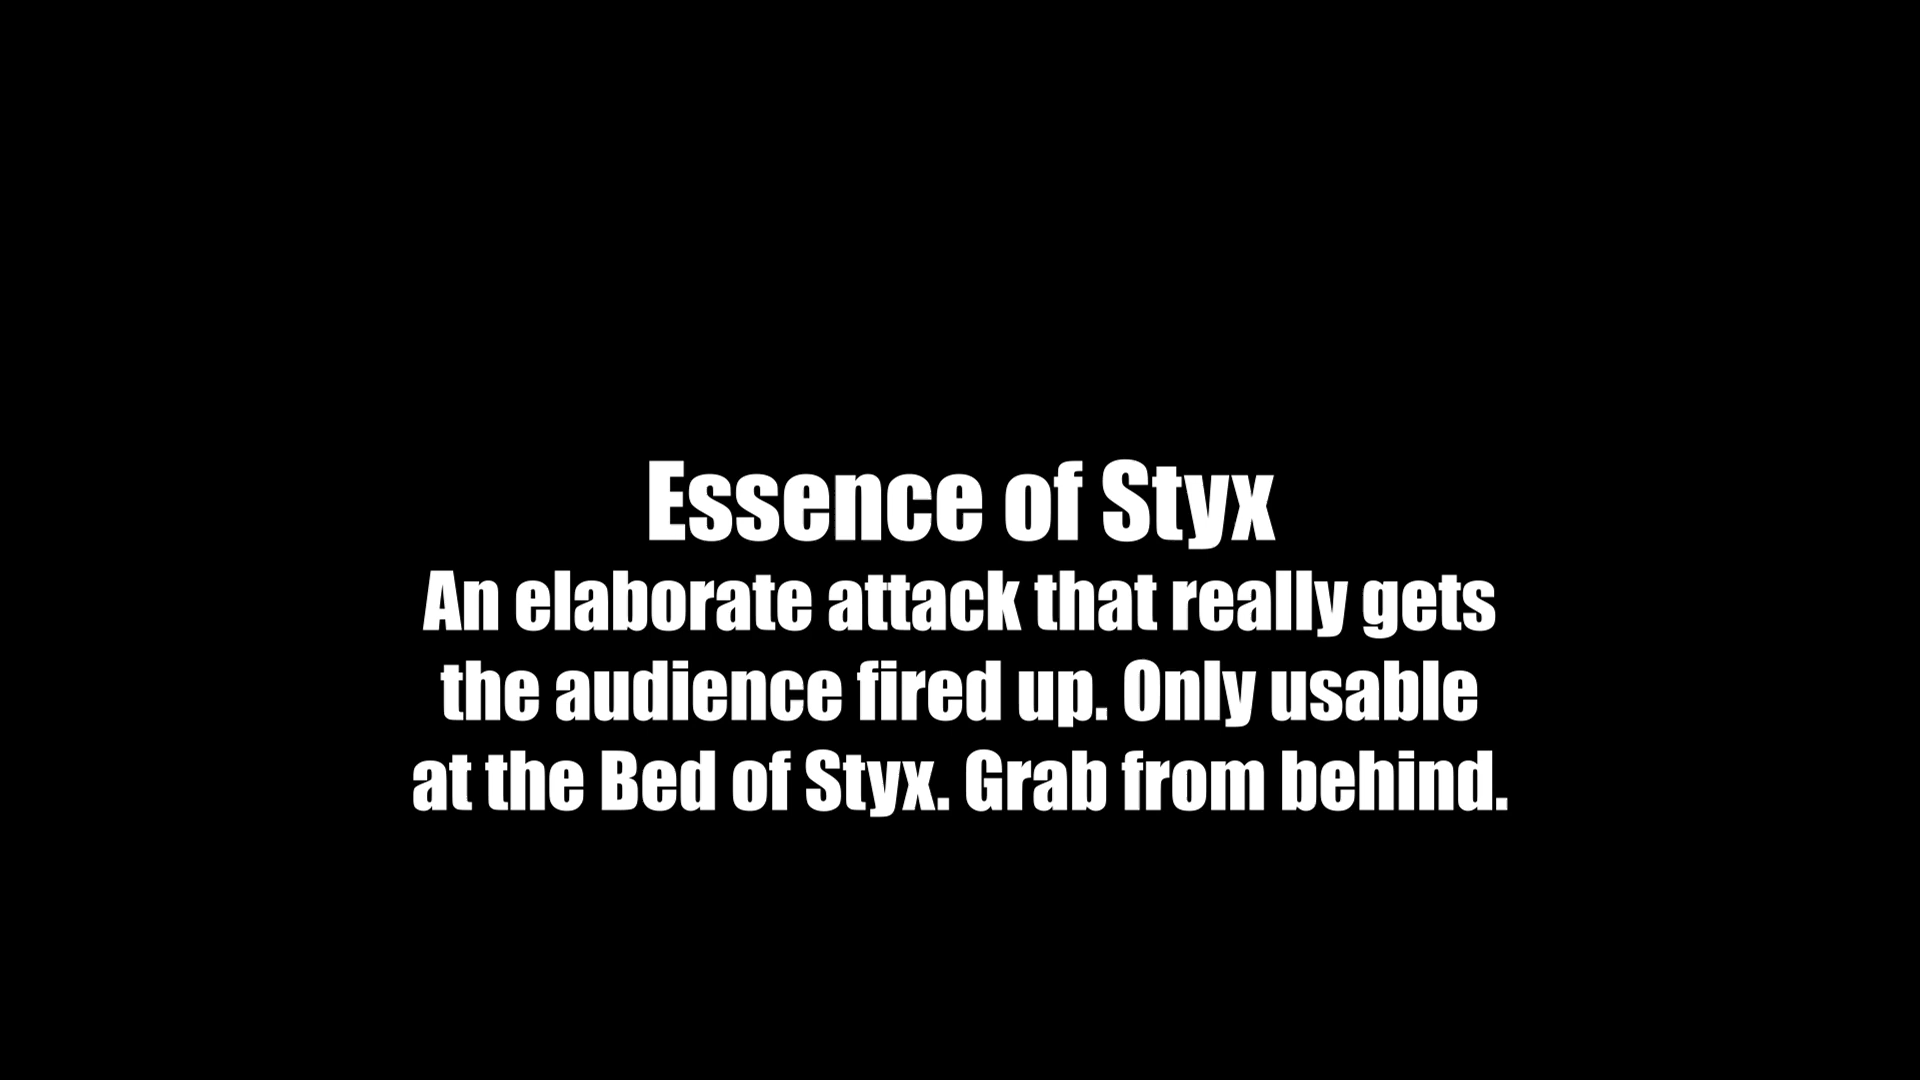 Essence of Styx
An elaborate attack that really gets
the audience fired up. Only usable
at the Bed of Styx. Grab from behind.